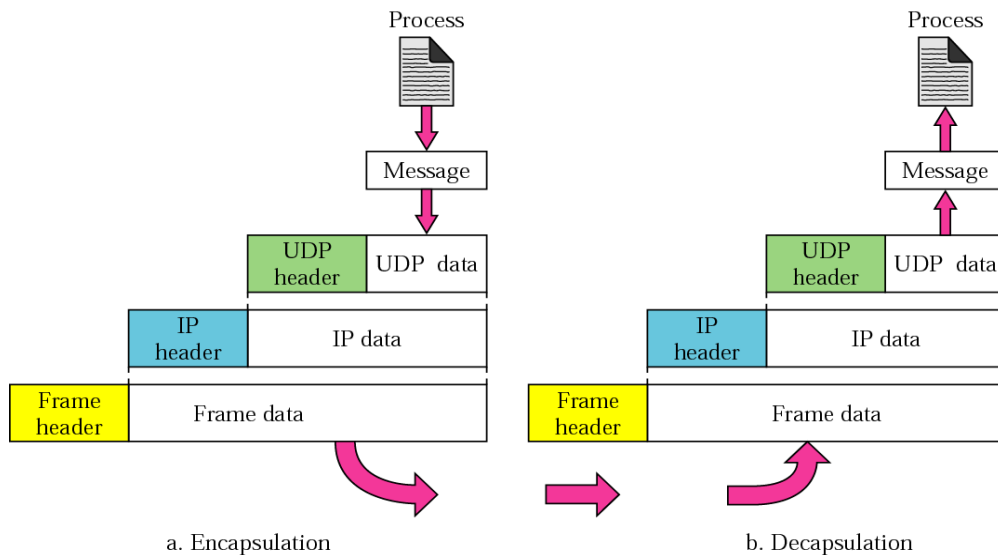 Process
Message
UDP
header
UDP data
IP
header
IP data
Frame
header
Frame data
a. Encapsulation
Process
Message
UDP
header
UDP data
IP
header
IP data
Frame
header
Frame data
b. Decapsulation